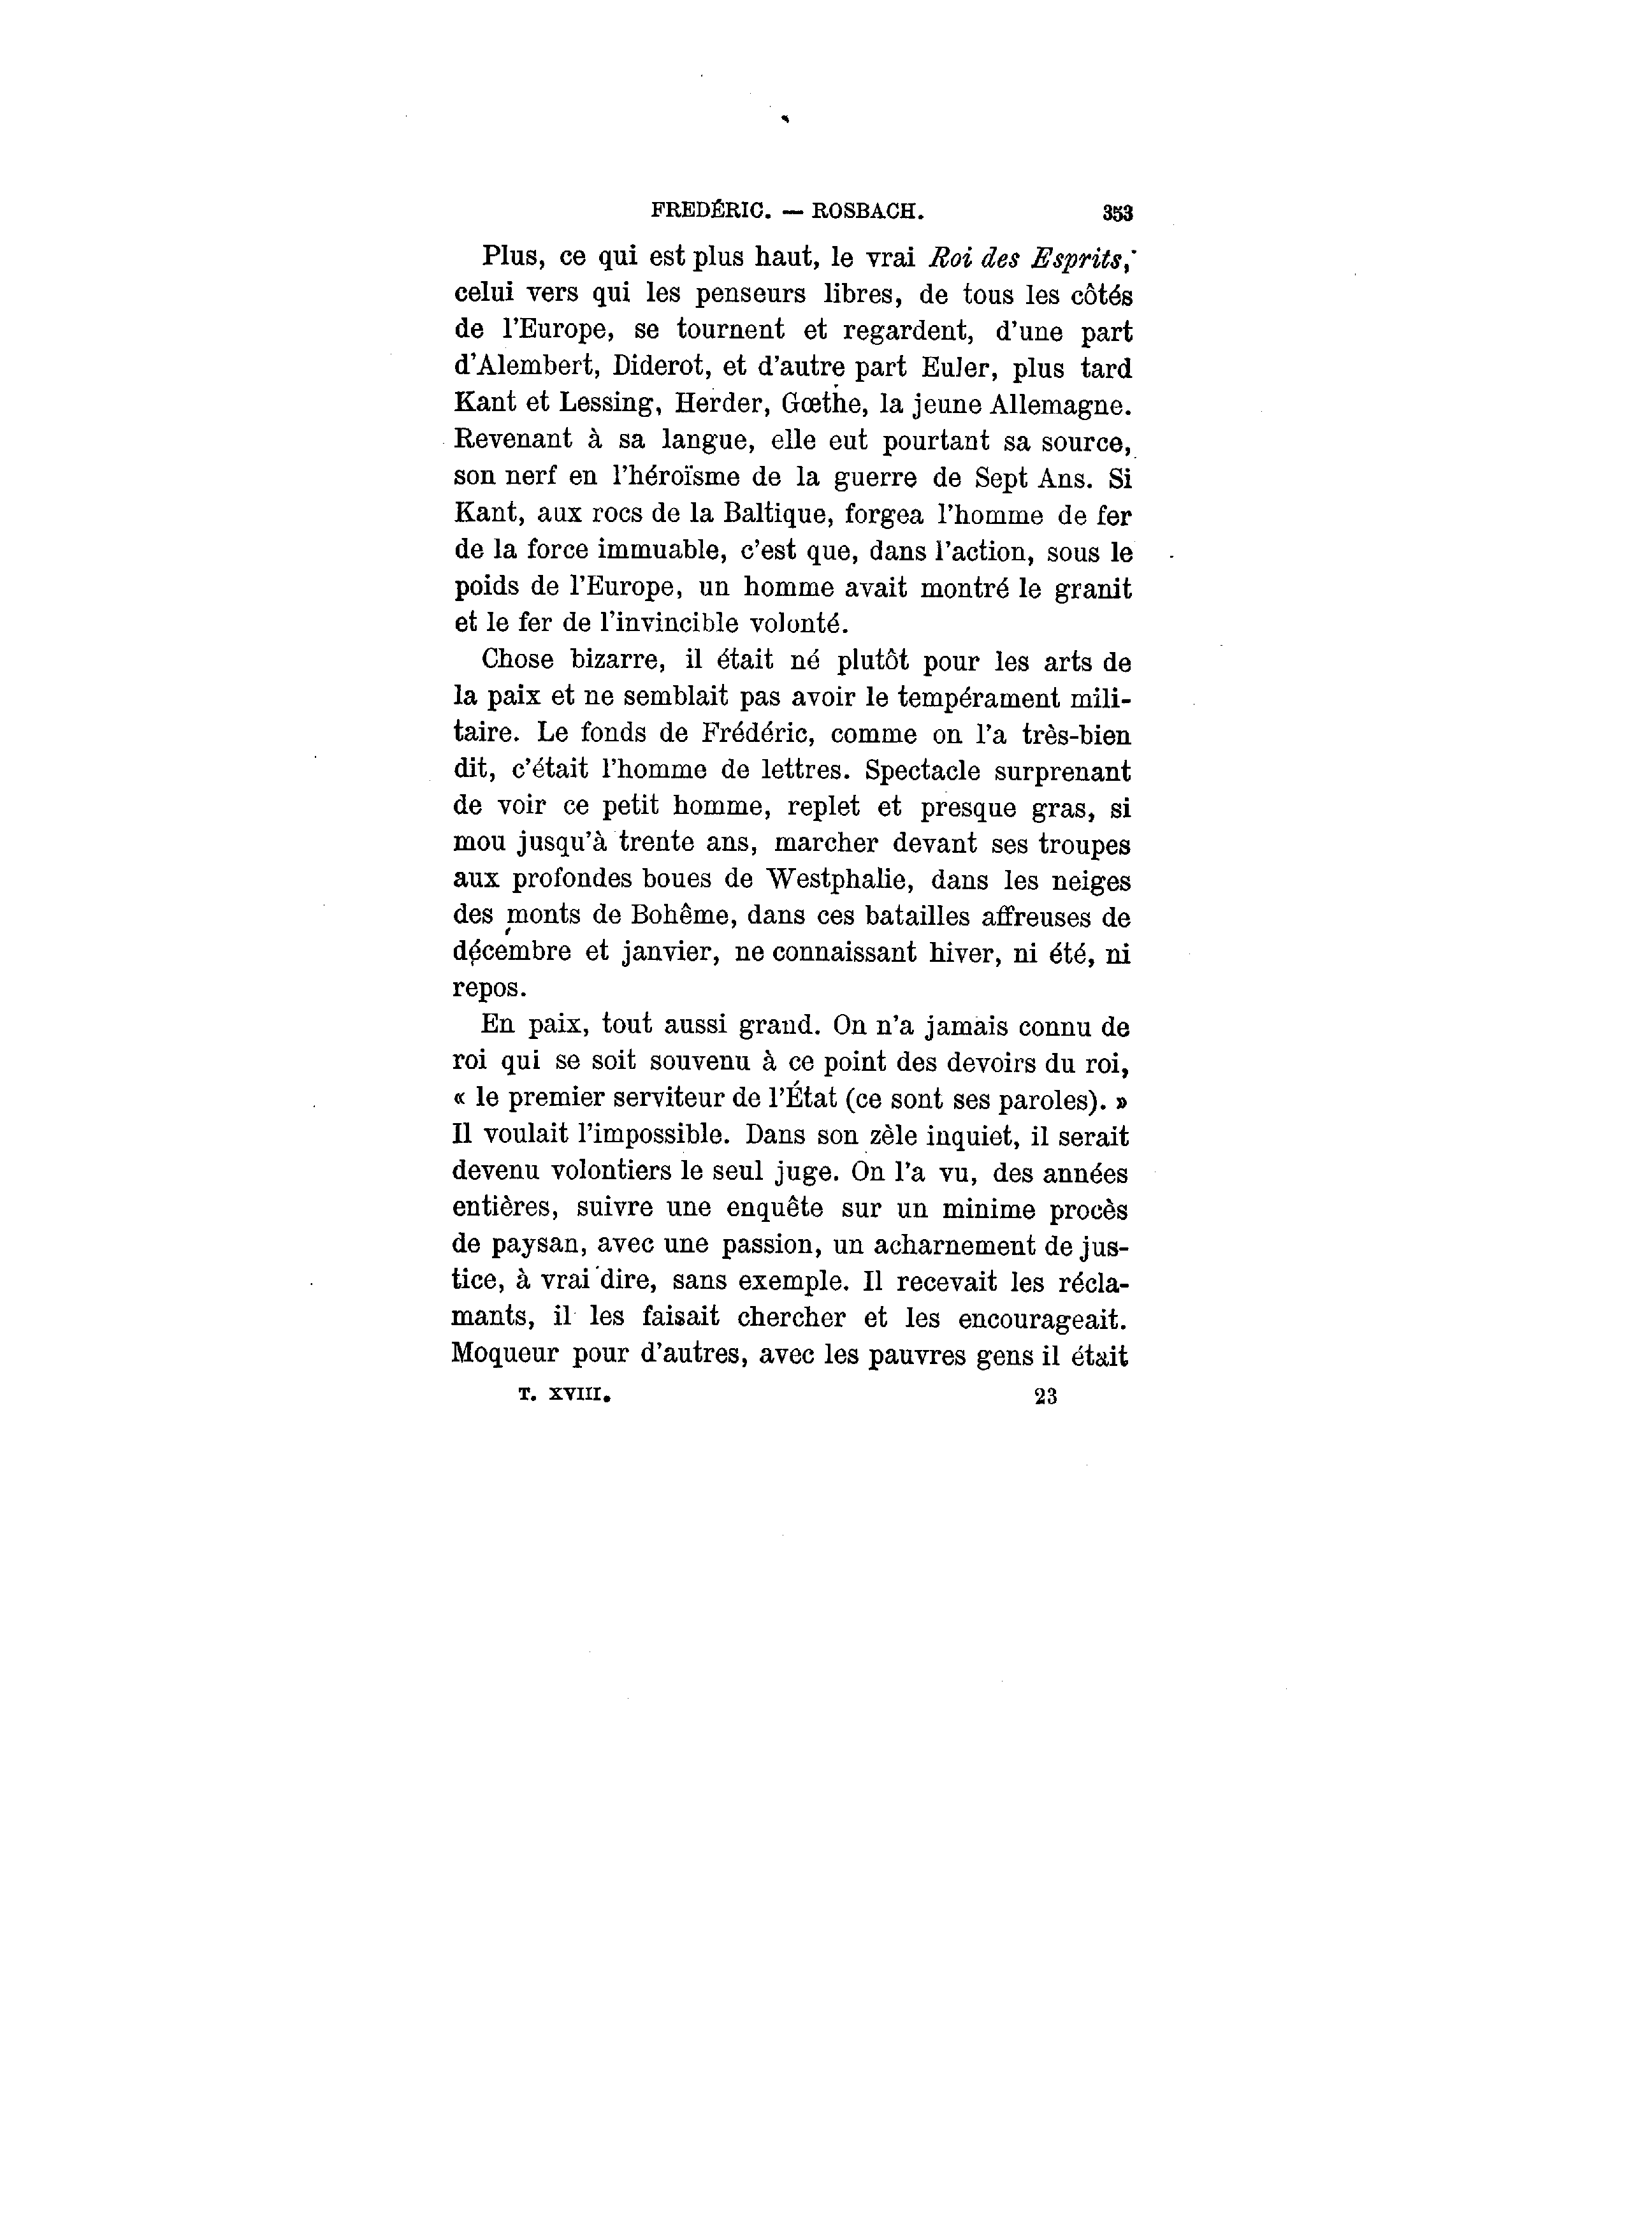 FREDÉRIC. — ROSBACH. 353
Plus, ce qui est plus haut, le vrai Roi des Esprits,
celui vers qui les penseurs libres, de tous les côtés
de l'Europe, se tournent et regardent, d'une part
d'Alembert, Diderot, et d'autre part Euler, plus tard
Kant et Lessing, Herder, Gœthe, la jeune Allemagne.
Revenant à sa langue, elle eut pourtant sa source,
son nerf en l'héroïsme de la guerre de Sept Ans. Si
Kant, aux rocs de la Baltique, forgea l'homme de fer
de la force immuable, c'est que, dans l'action, sous le
poids de l'Europe, un homme avait montré le granit
et le fer de l'invincible volonté.
Chose bizarre, il était né plutôt pour les arts de
la paix et ne semblait pas avoir le tempérament mili-
taire. Le fonds de Frédéric, comme on l'a très-bien
dit, c'était l'homme de lettres. Spectacle surprenant
de voir ce petit homme, replet et presque gras, si
mou jusqu'à trente ans, marcher devant ses troupes
aux profondes boues de Westphalie, dans les neiges
des monts de Bohême, dans ces batailles affreuses de
décembre et janvier, ne connaissant hiver, ni été, ni
repos.
En paix, tout aussi grand. On n'a jamais connu de
roi qui se soit souvenu à ce point des devoirs du roi,
« le premier serviteur de l'État (ce sont ses paroles). »
Il voulait l'impossible. Dans son zèle inquiet, il serait
devenu volontiers le seul juge. On l'a vu, des années
entières, suivre une enquête sur un minime procès
de paysan, avec une passion, un acharnement de jus-
tice, à vrai dire, sans exemple. Il recevait les récla-
mants, il les faisait chercher et les encourageait.
Moqueur pour d'autres, avec les pauvres gens il était
T. XVIII. 23